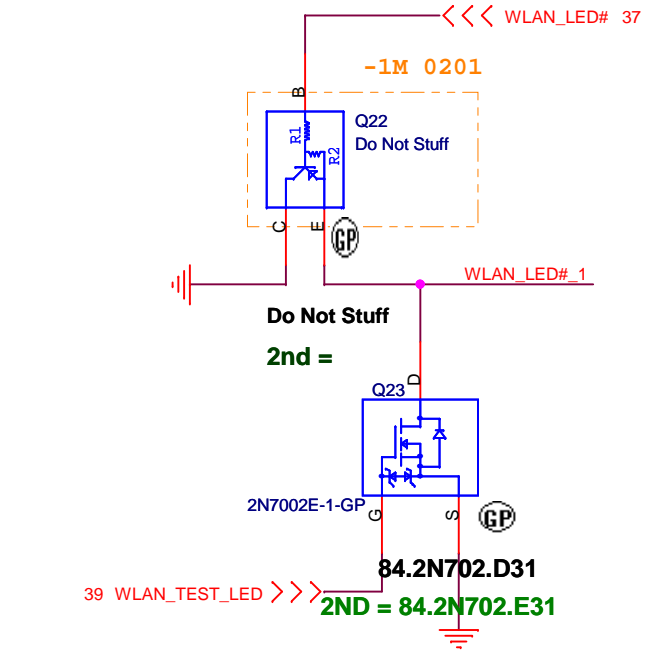 WLAN_LED# 37
-1M 0201
B
Q22
Do Not Stuff
R1
R2
C
E
GP
WLAN_LED#_1
Do Not Stuff
2nd =
D
Q23
2N7002E-1-GP
G
S
GP
84.2N702.D31
39 WLAN_TEST_LED
2ND = 84.2N702.E31